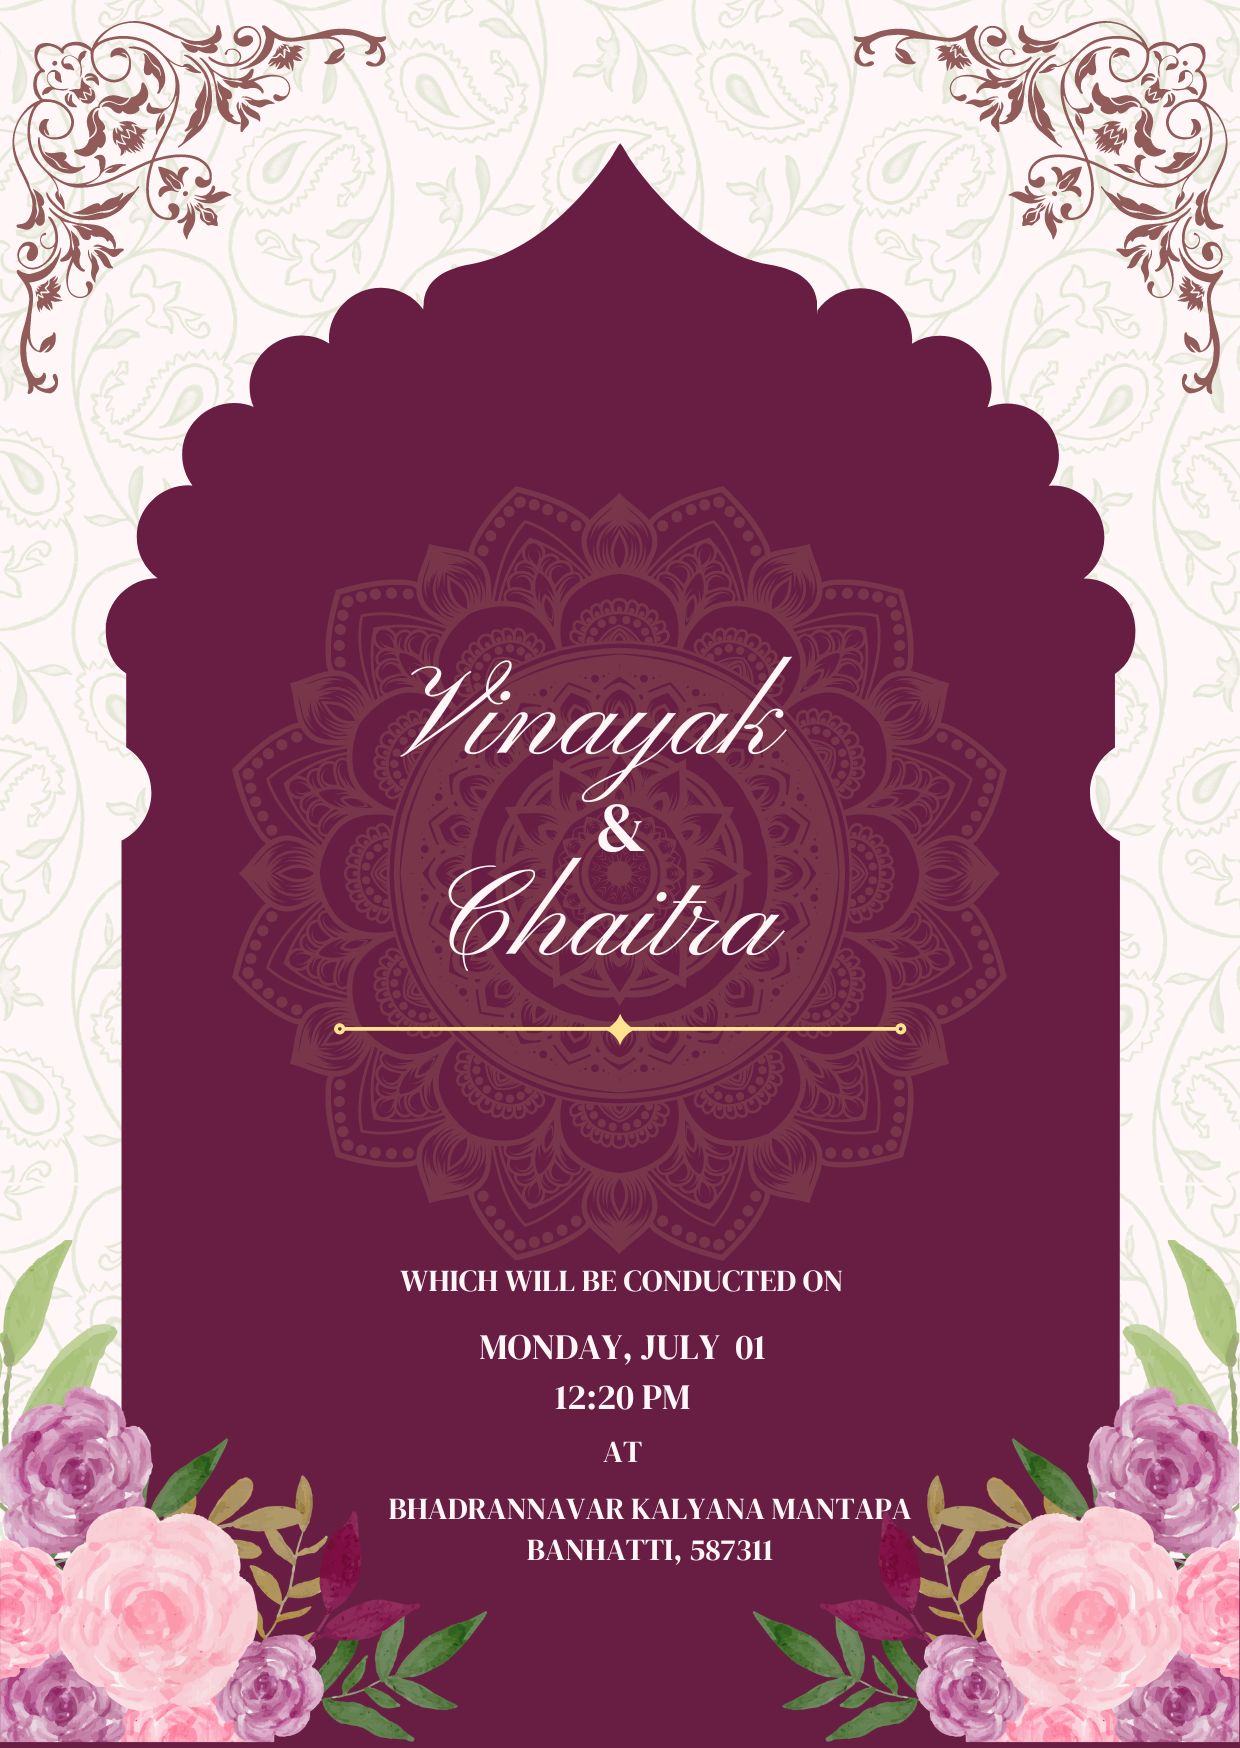 Vinayak
&
Chaitra
WHICH WILL BE CONDUCTED ON
MONDAY, JULY 01
12:20 PM
AT
BHADRANNAVAR KALYANA MANTAPA
BANHATTI, 587311